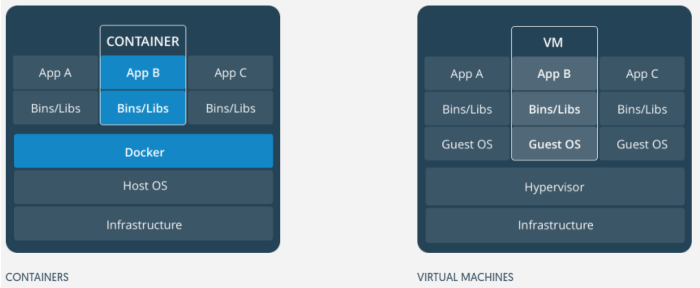 CONTAINER
App A App B App C
Bins/Libs Bins/Libs Bins/Libs
Docker
Host OS
Infrastructure
CONTAINERS
VM
App A App B App C
Bins/Libs Bins/Libs Bins/Libs
Guest OS Guest OS Guest OS
Hypervisor
Infrastructure
VIRTUAL MACHINES